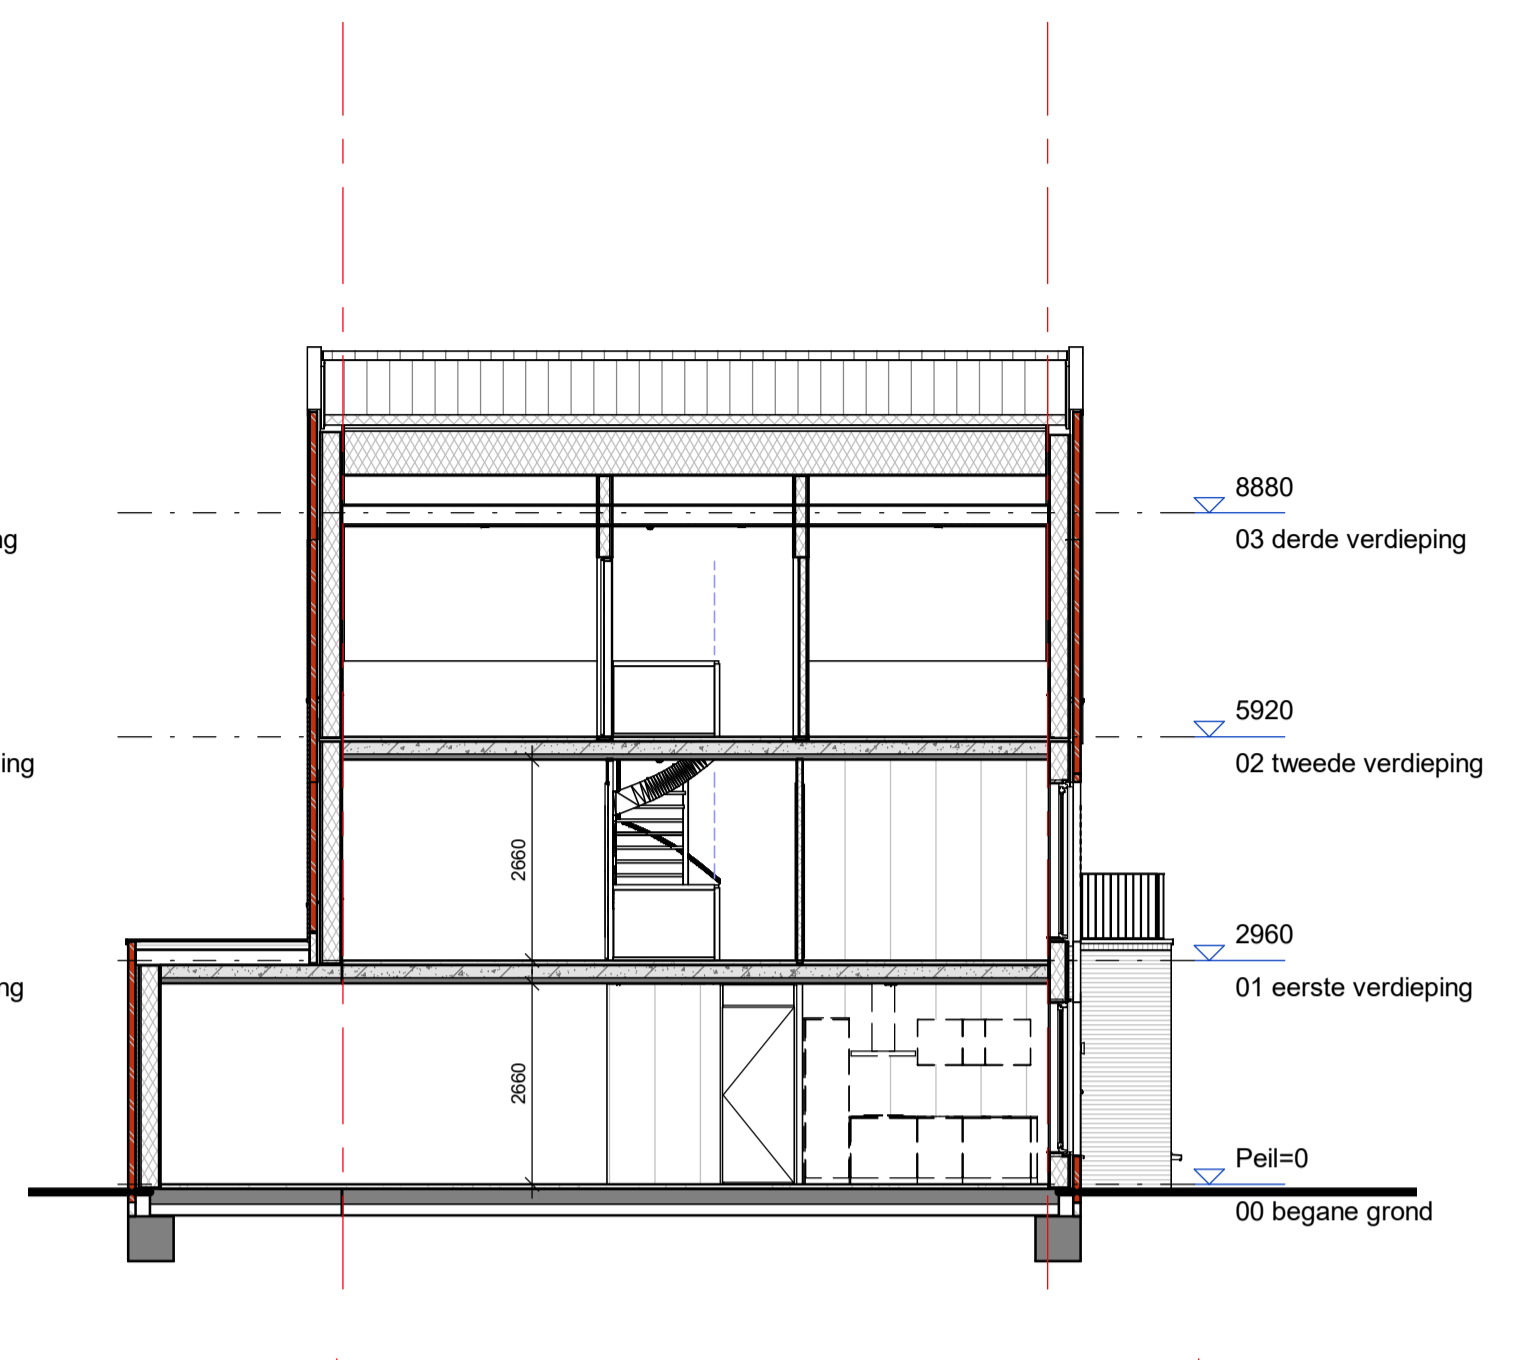 8880
03 derde verdieping
5920
02 tweede verdieping
2660
2960
01 eerste verdieping
2660
Peil=0
00 begane grond